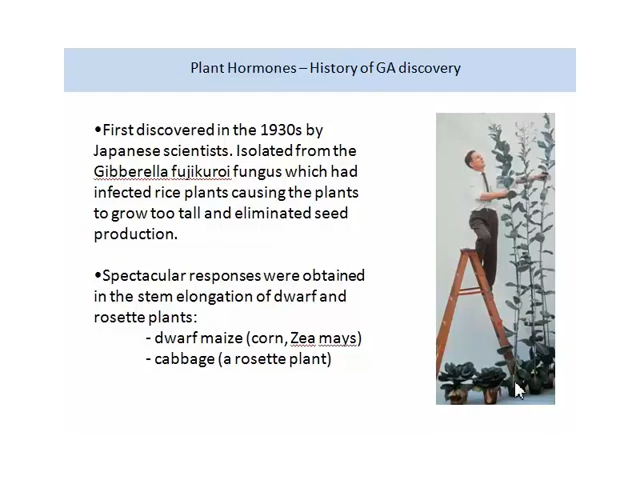 Plant Hormones – History of GA discovery
•First discovered in the 1930s by
Japanese scientists. Isolated from the
Gibberella fujikuroi fungus which had
infected rice plants causing the plants
to grow too tall and eliminated seed
production.
•Spectacular responses were obtained
in the stem elongation of dwarf and
rosette plants:
- dwarf maize (corn, Zea mays)
- cabbage (a rosette plant)